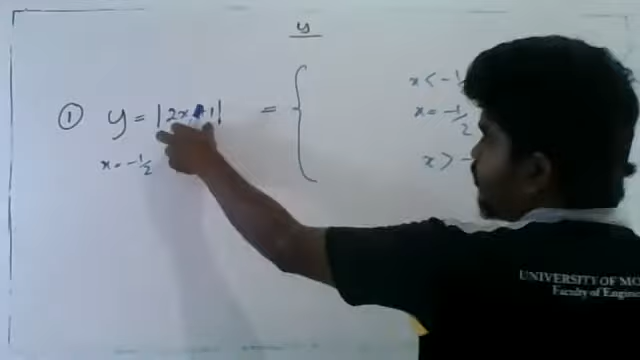 y
① y = |2x+1| = {
x < -1/2
x = -1/2
x = -1/2
x > -
UNIVERSITY OF MO
Faculty of Engine